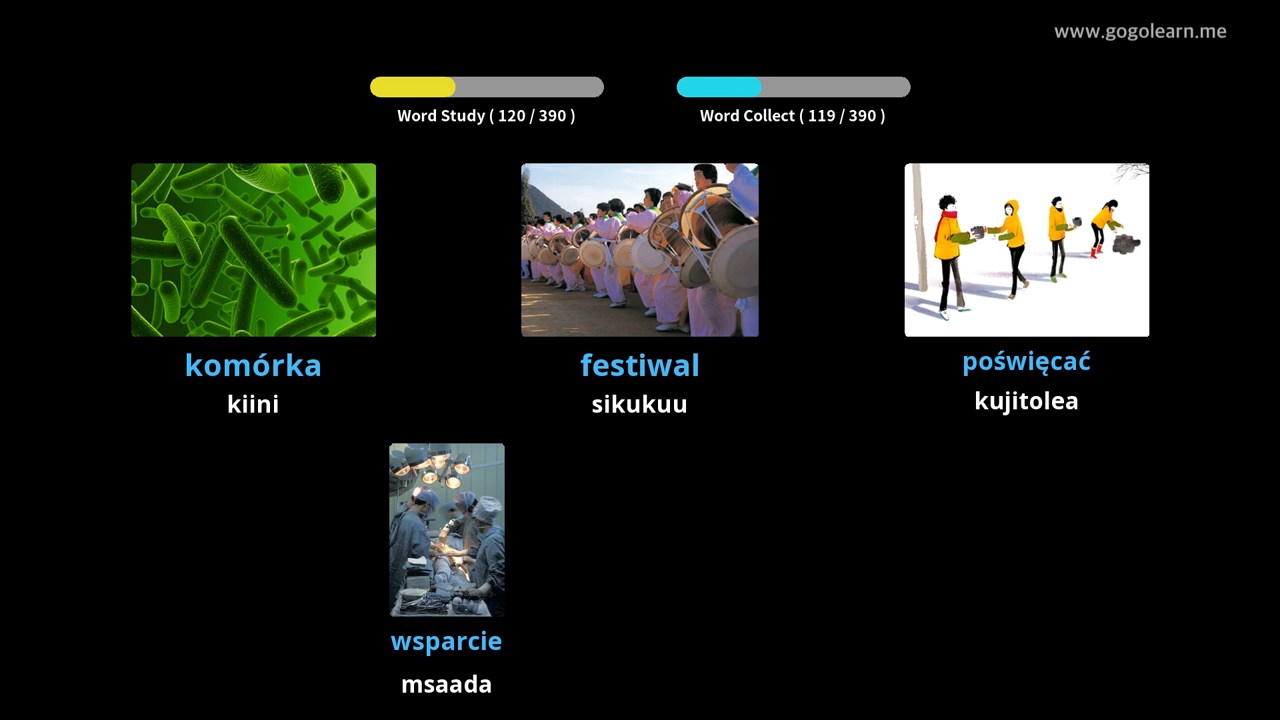 www.gogolearn.me
Word Study ( 120 / 390 )
Word Collect ( 119 / 390 )
komórka
kiini
festiwal
sikukuu
poświęcać
kujitolea
wsparcie
msaada